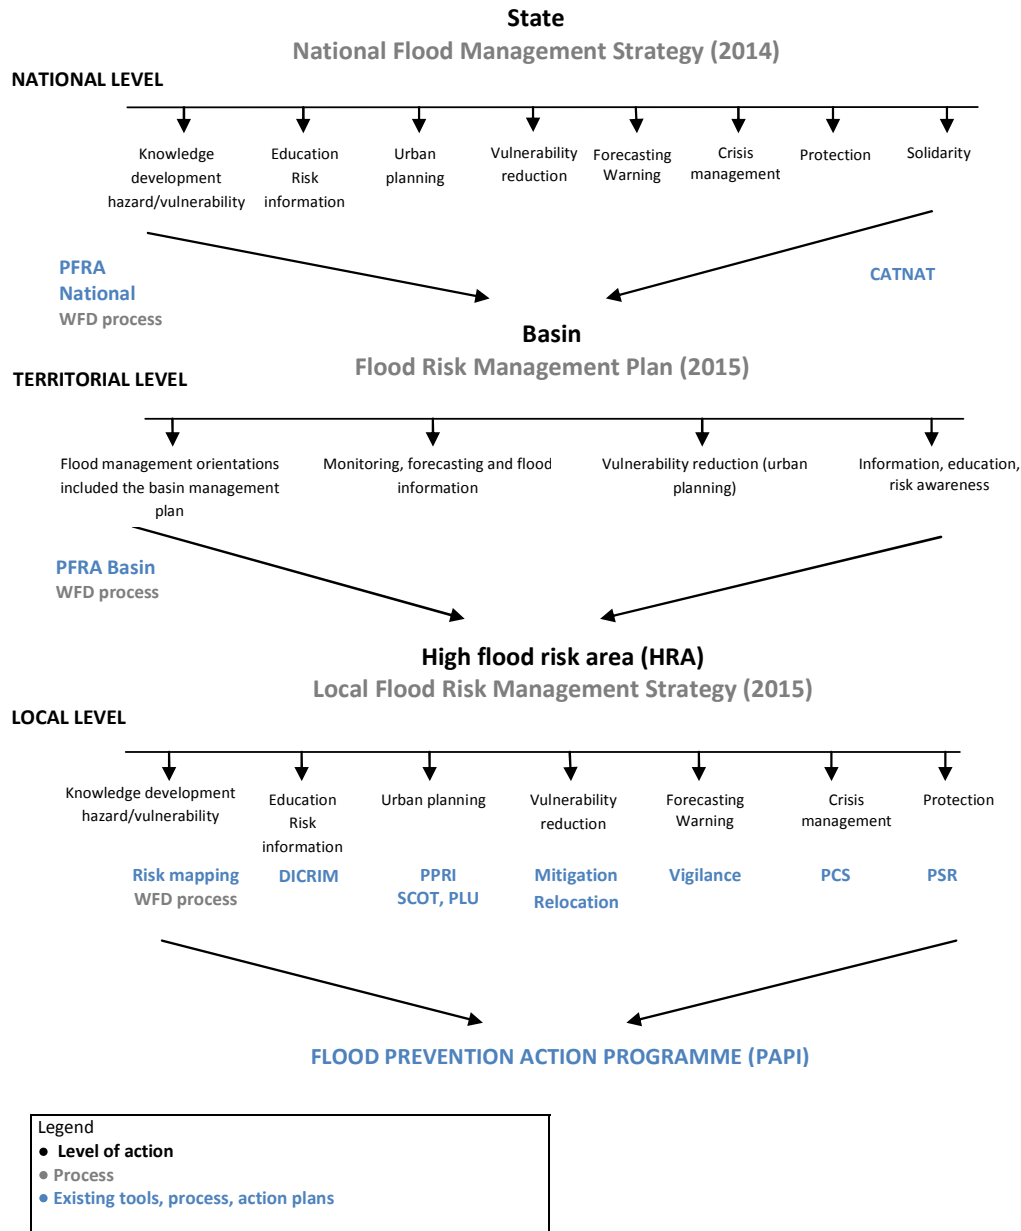 State
National Flood Management Strategy (2014)
NATIONAL LEVEL
Knowledge
development
hazard/vulnerability
Education
Risk
information
Urban
planning
Vulnerability
reduction
Forecasting
Warning
Crisis
management
Protection
Solidarity
PFRA
National
WFD process
CATNAT
Basin
Flood Risk Management Plan (2015)
TERRITORIAL LEVEL
Flood management orientations
included the basin management
plan
Monitoring, forecasting and flood
information
Vulnerability reduction (urban
planning)
Information, education,
risk awareness
PFRA Basin
WFD process
High flood risk area (HRA)
Local Flood Risk Management Strategy (2015)
LOCAL LEVEL
Knowledge development
hazard/vulnerability
Education
Risk
information
Urban planning
Vulnerability
reduction
Forecasting
Warning
Crisis
management
Protection
Risk mapping
WFD process
DICRIM
PPRI
SCOT, PLU
Mitigation
Relocation
Vigilance
PCS
PSR
FLOOD PREVENTION ACTION PROGRAMME (PAPI)
Legend
● Level of action
● Process
● Existing tools, process, action plans